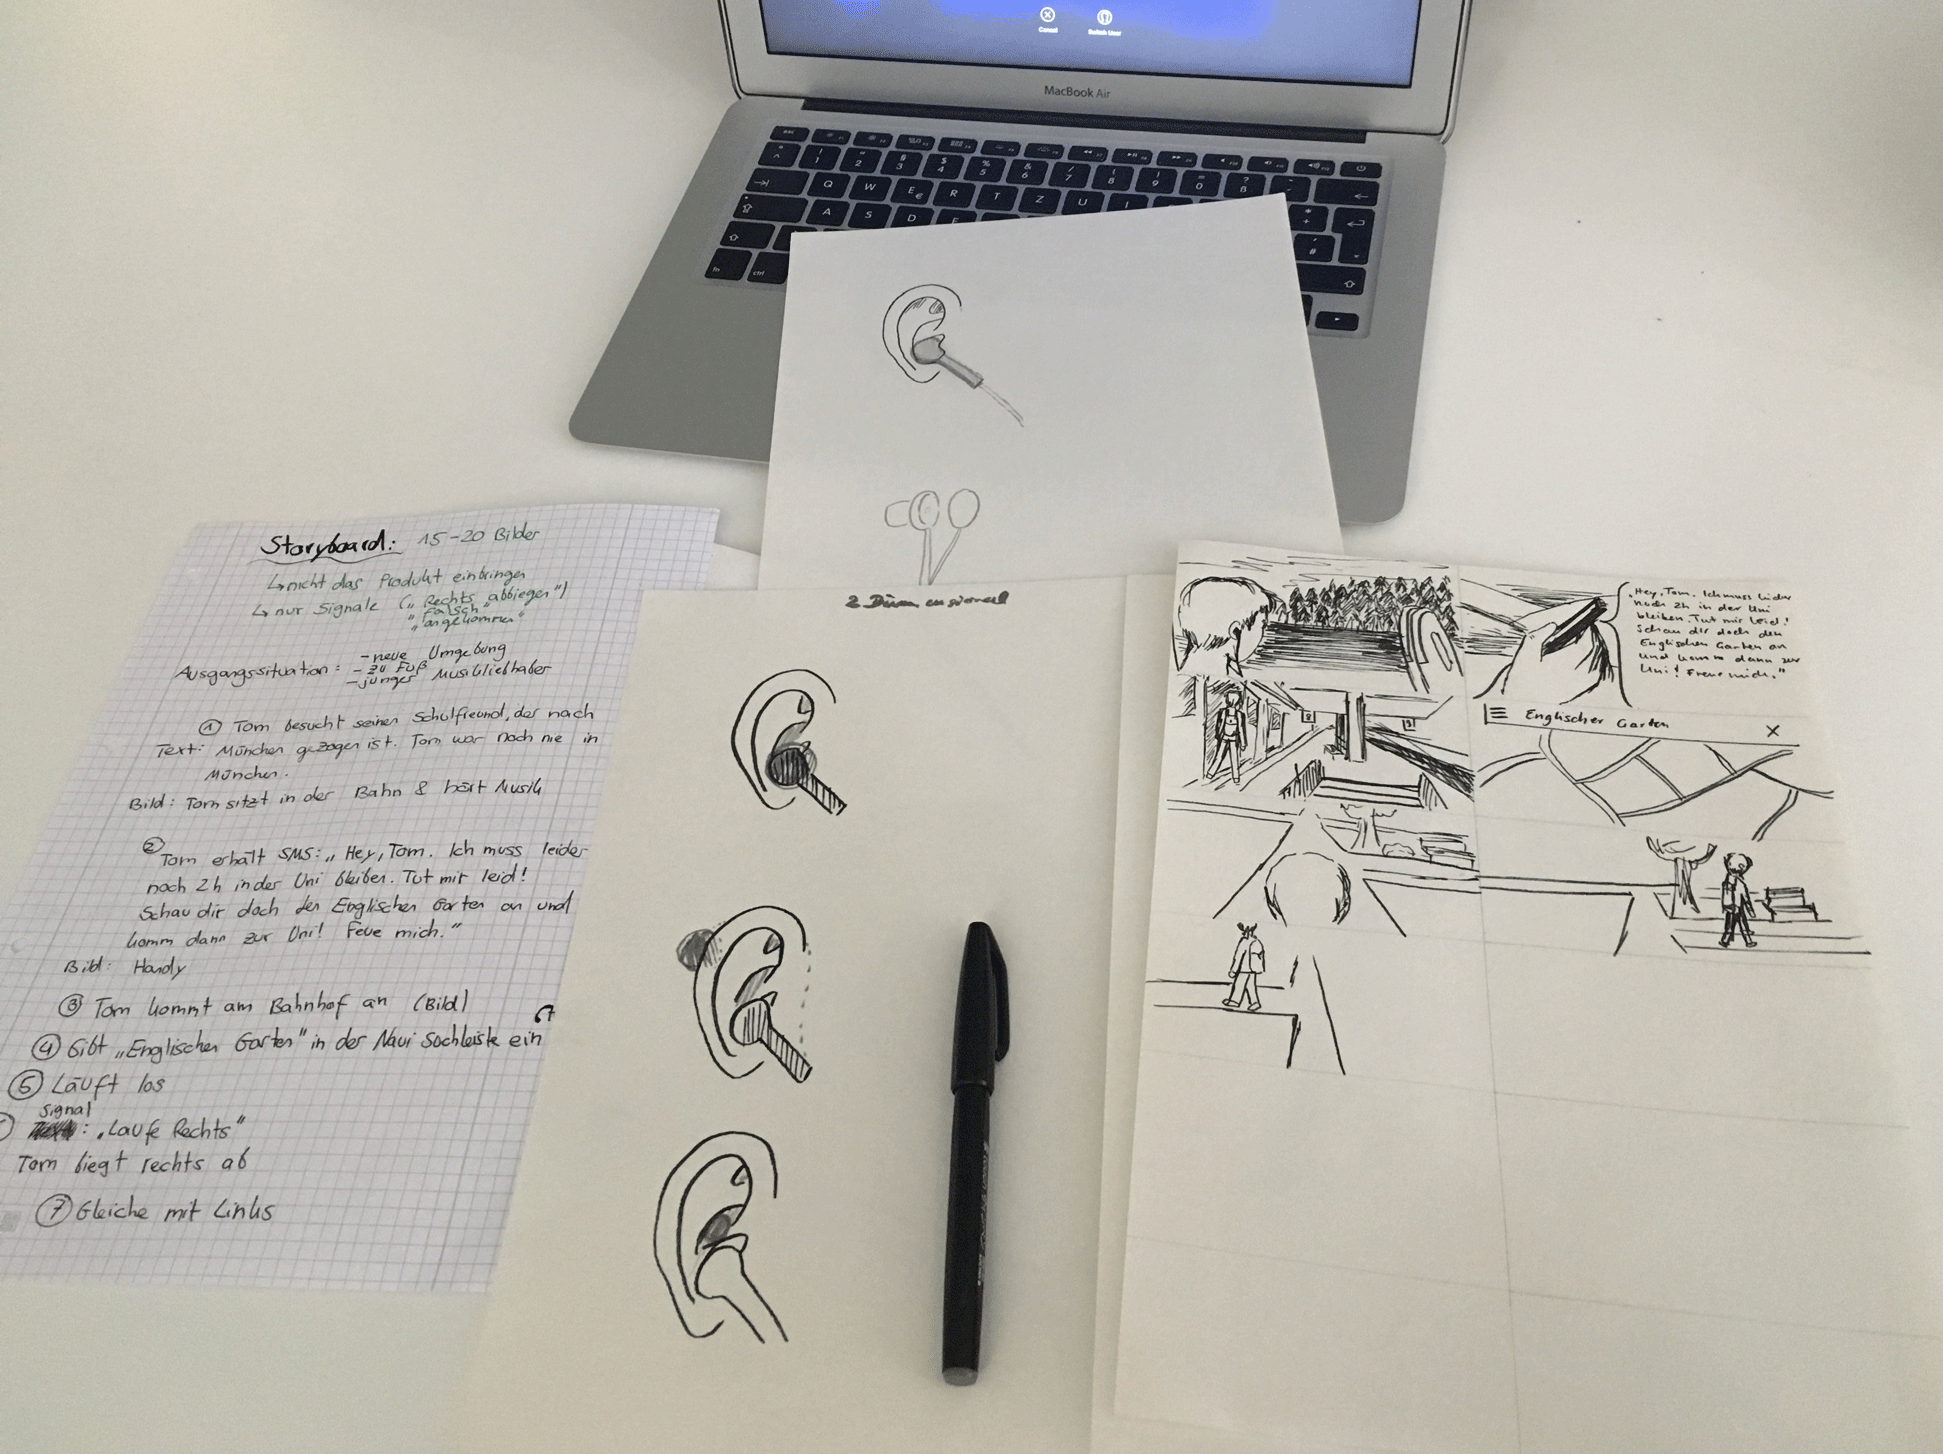 Cancel
Switch User
MacBook Air
Q W E R T Z U
A S D F
fn ctrl
Storyboard: 15-20 Bilder
↳ nicht das Produkt einbringen
↳ nur Signale („Rechts abbiegen“)
„Falsch“
„angekommen“
Ausgangssituation: - neue Umgebung
- zu Fuß
- junger Musikliebhaber
① Tom besucht seinen Schulfreund, der nach
Text: München gezogen ist. Tom war noch nie in
München.
Bild: Tom sitzt in der Bahn & hört Musik
② Tom erhält SMS: „Hey, Tom. Ich muss leider
noch 2h in der Uni bleiben. Tut mit leid!
Schau dir doch den Englischen Garten an und
komm dann zur Uni! Feue mich.“
Bild: Handy
③ Tom kommt am Bahnhof an (Bild)
④ Gibt „Englischen Garten“ in der Navi Suchleiste ein
⑤ Läuft los
Signal
: „Laufe Rechts“
Tom biegt rechts ab
⑦ Gleiche mit Links
„Hey, Tom. Ich muss leider
noch 2h in der Uni
bleiben. Tut mir leid!
Schau dir doch den
Englischen Garten an
und komm dann zur
Uni! Freue mich.“
Englischer Garten X